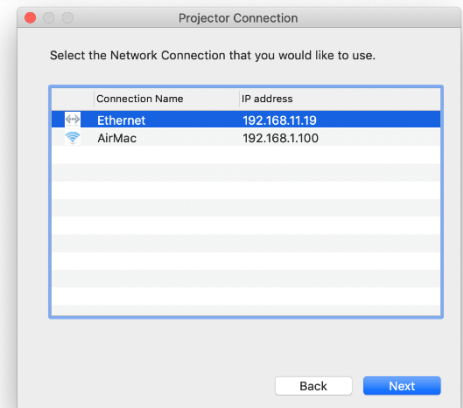 Projector Connection
Select the Network Connection that you would like to use.
Connection Name IP address
Ethernet 192.168.11.19
AirMac 192.168.1.100
Back Next